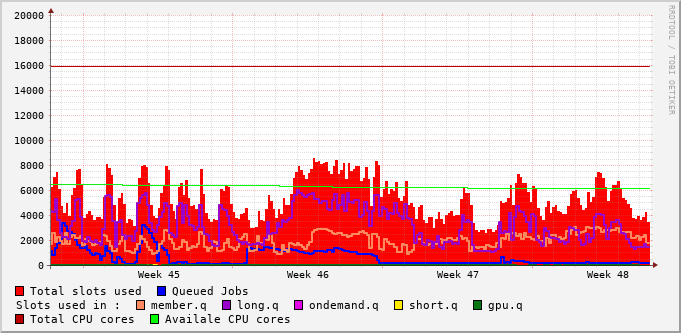 20000
18000
16000
14000
12000
10000
8000
6000
4000
2000
0
Week 45 Week 46 Week 47 Week 48
RRDTOOL / TOBI OETIKER
Total slots used Queued Jobs
Slots used in : member.q long.q ondemand.q short.q gpu.q
Total CPU cores Availale CPU cores